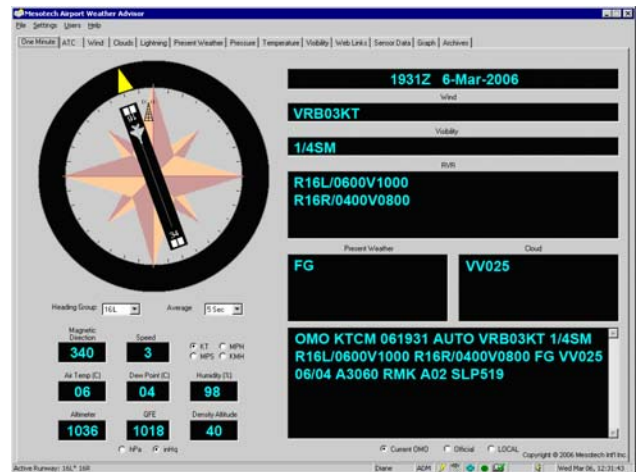 Mesotech Airport Weather Advisor
File Settings Users Help
One Minute ATC Wind Clouds Lightning Present Weather Pressure Temperature Visibility Web Links Sensor Data Graph Archives
1931Z 6-Mar-2006
Wind
VRB03KT
Visibility
1/4SM
RVR
R16L/0600V1000
R16R/0400V0800
Present Weather Cloud
FG VV025
16
34
Heading Group: 16L Average: 5 Sec
Magnetic Direction Speed
340 3
KT MPH
MPS KMH
Air Temp (C) Dew Point (C) Humidity (%)
06 04 98
Altimeter QFE Density Altitude
1036 1018 40
hPa inHg
OMO KTCM 061931 AUTO VRB03KT 1/4SM
R16L/0600V1000 R16R/0400V0800 FG VV025
06/04 A3060 RMK A02 SLP519
Current OMO Official LOCAL
Copyright © 2006 Mesotech Int'l Inc.
Active Runway: 16L* 16R Diane ADM Wed Mar 06, 12:31:43